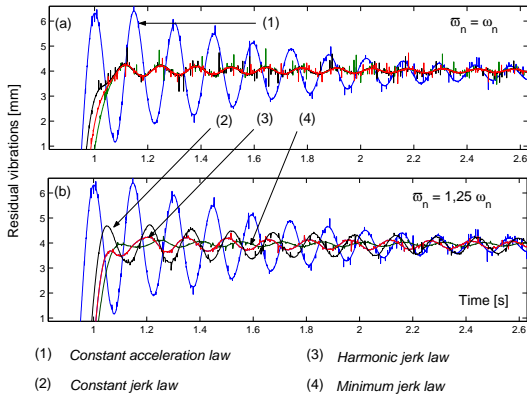 (a)
(1)
ϖn = ωn
6
5
4
3
2
1
1 1.2 1.4 1.6 1.8 2 2.2 2.4 2.6
Residual vibrations [mm]
(2) (3) (4)
(b)
ϖn = 1,25 ωn
6
5
4
3
2
1
Time [s]
1 1.2 1.4 1.6 1.8 2 2.2 2.4 2.6
(1) Constant acceleration law
(3) Harmonic jerk law
(2) Constant jerk law
(4) Minimum jerk law